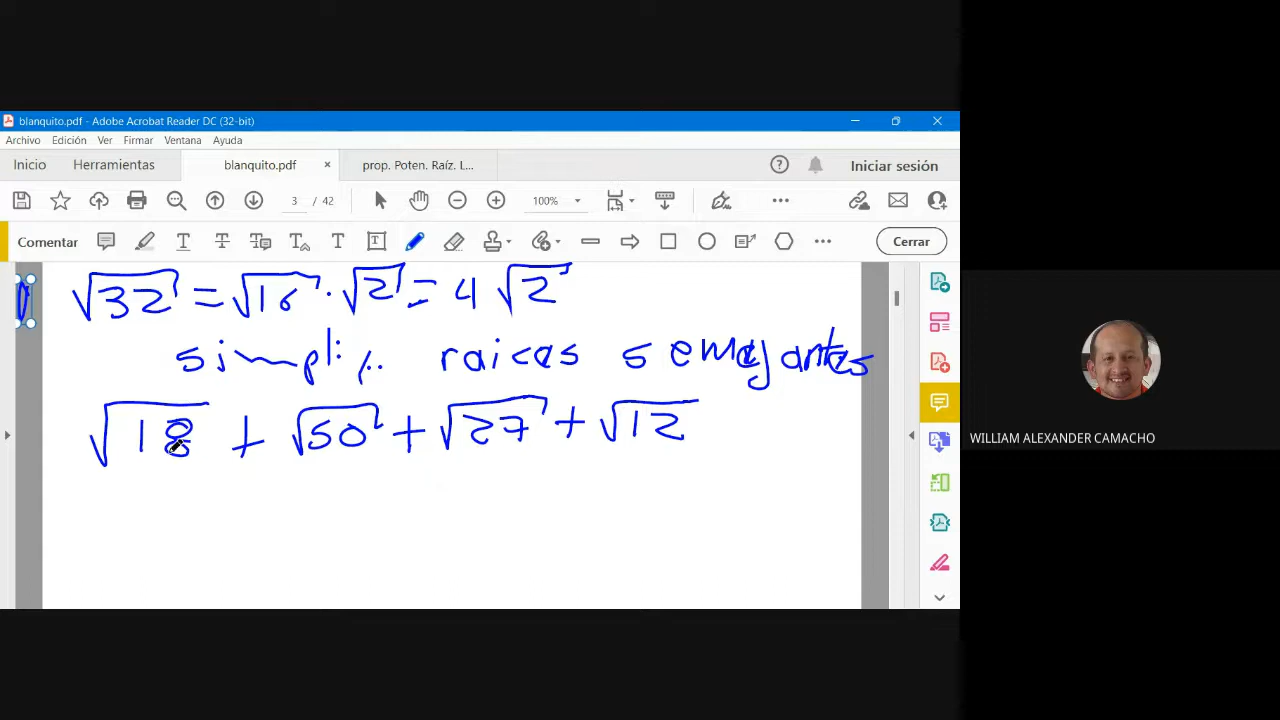 blanquito.pdf - Adobe Acrobat Reader DC (32-bit)
Archivo Edición Ver Firmar Ventana Ayuda
Inicio Herramientas blanquito.pdf × prop. Poten. Raíz. L... Iniciar sesión
3 / 42 100%
Comentar Cerrar
√32 = √16 · √2 = 4 √2
simplif. raices semejantes
√18 + √50 + √27 + √12
WILLIAM ALEXANDER CAMACHO